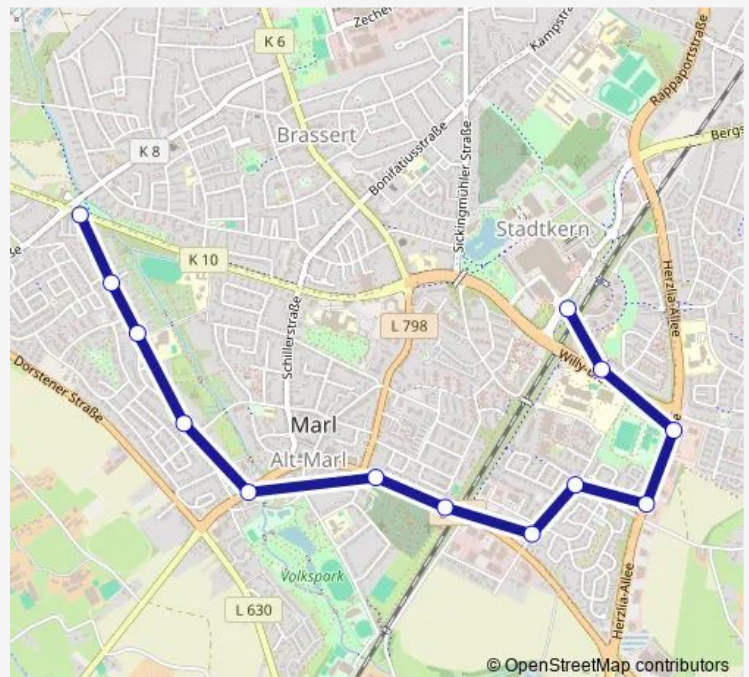 K 6
Zeche
Kampstra
Rappaportstraße
Brassert
Bonifatiusstraße
Sickingmühler Straße
Bergs
K 8
Stadtkern
K 10
Herzlia-Allee
Schillerstraße
L 798
Willy-B
Dorstener Straße
Marl
Alt-Marl
Volkspark
L 630
Herzlia-Allee
© OpenStreetMap contributors